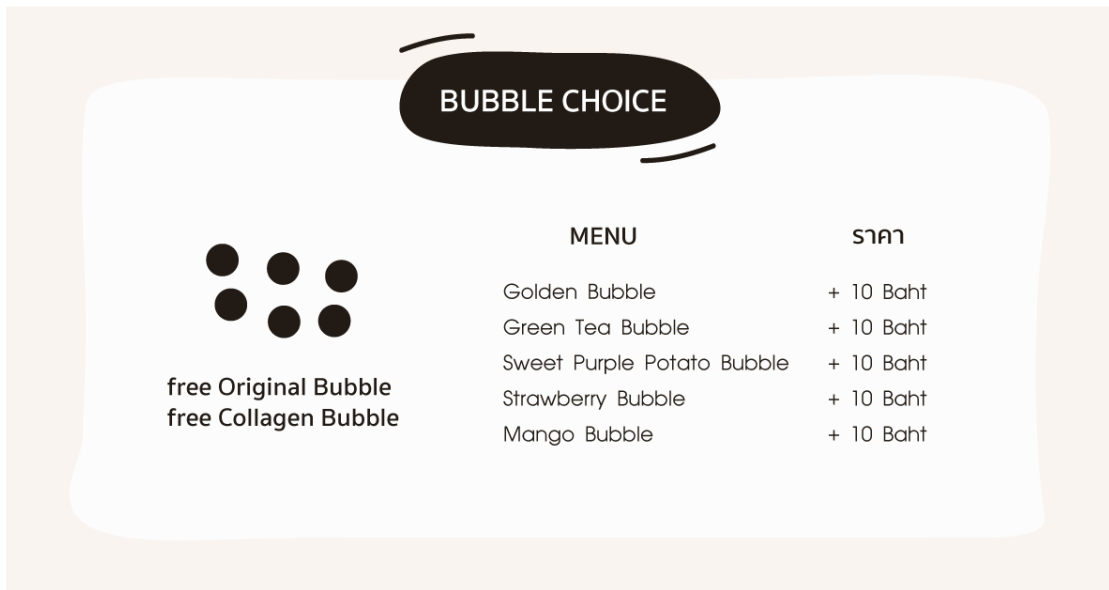 BUBBLE CHOICE
free Original Bubble
free Collagen Bubble
MENU ราคา
Golden Bubble + 10 Baht
Green Tea Bubble + 10 Baht
Sweet Purple Potato Bubble + 10 Baht
Strawberry Bubble + 10 Baht
Mango Bubble + 10 Baht